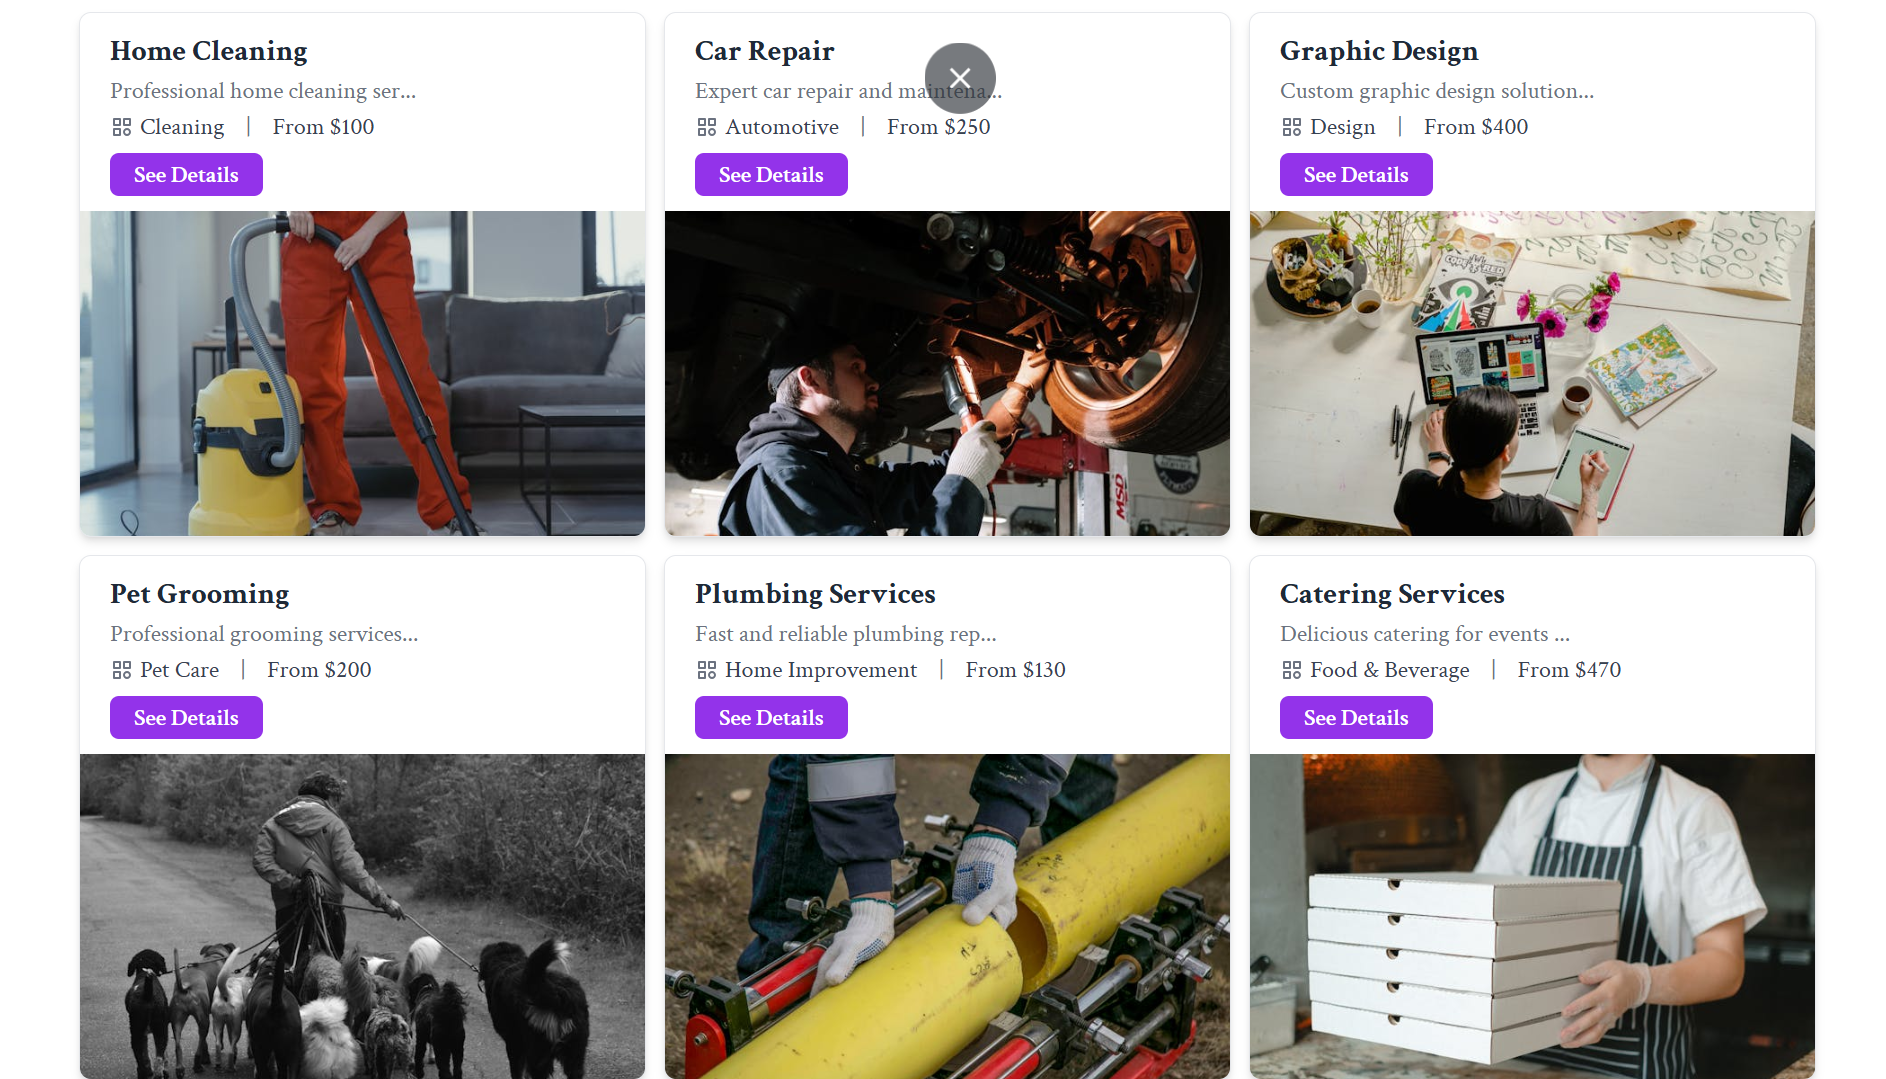 Home Cleaning
Professional home cleaning ser...
Cleaning | From $100
See Details
Car Repair
Expert car repair and maintena...
Automotive | From $250
See Details
MSD
Graphic Design
Custom graphic design solution...
Design | From $400
See Details
Pet Grooming
Professional grooming services...
Pet Care | From $200
See Details
Plumbing Services
Fast and reliable plumbing rep...
Home Improvement | From $130
See Details
Catering Services
Delicious catering for events ...
Food & Beverage | From $470
See Details